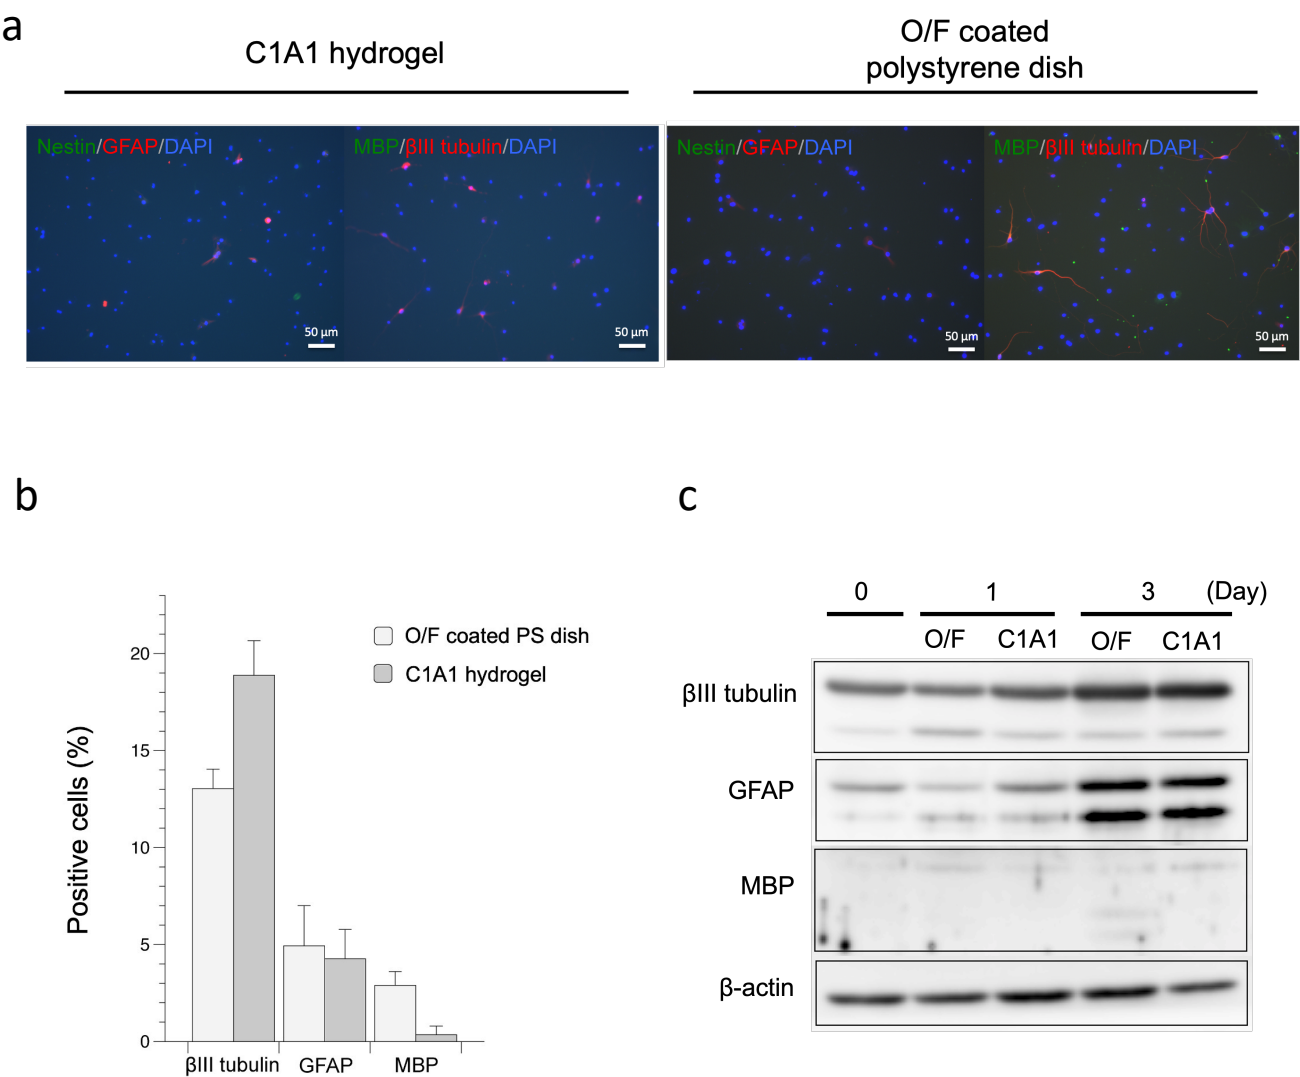 a
C1A1 hydrogel
O/F coated
polystyrene dish
Nestin/GFAP/DAPI
MBP/βIII tubulin/DAPI
Nestin/GFAP/DAPI
MBP/βIII tubulin/DAPI
50 µm
50 µm
50 µm
50 µm
b
Positive cells (%)
20
15
10
5
0
O/F coated PS dish
C1A1 hydrogel
βIII tubulin
GFAP
MBP
c
0
1
3
(Day)
O/F
C1A1
O/F
C1A1
βIII tubulin
GFAP
MBP
β-actin